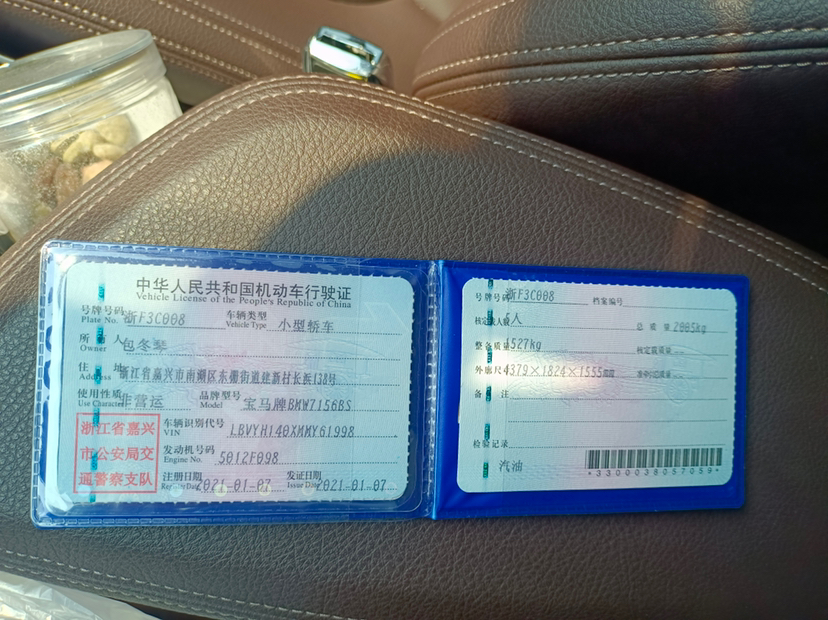 中华人民共和国机动车行驶证
Vehicle License of the People's Republic of China
号牌号码 浙F3C008 车辆类型 小型轿车
Plate No. Vehicle Type
所有人 包冬琴
Owner
住址 浙江省嘉兴市南湖区东栅街道建新村长浜138号
Address
使用性质 非营运 品牌型号 宝马牌BMW7156BS
Use Character Model
浙江省嘉兴
市公安局交
通警察支队
车辆识别代号 LBVYH140XMMY61998
VIN
发动机号码 5012F098
Engine No.
注册日期 2021-01-07 发证日期 2021-01-07
Register Date Issue Date
号牌号码 浙F3C008 档案编号
核定载人数 5人 总质量 2005kg
整备质量 1527kg 核定载质量 --
外廓尺寸 4379×1824×1555mm 准牵引总质量 --
备注
检验记录
汽油
*3300038057059*